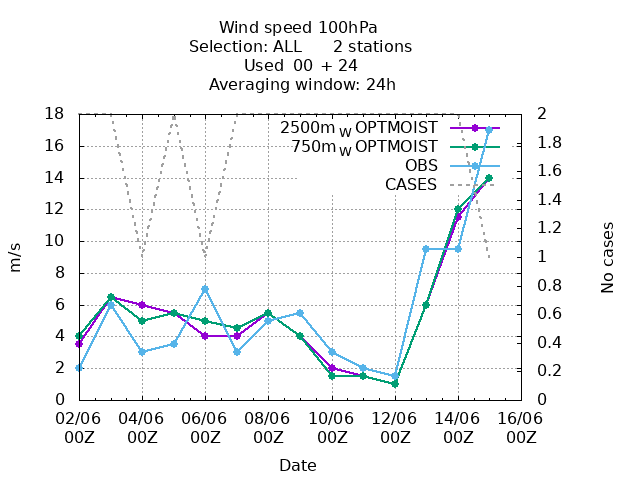 Wind speed 100hPa
Selection: ALL 2 stations
Used 00 + 24
Averaging window: 24h
2500m W OPTMOIST
750m W OPTMOIST
OBS
CASES
m/s
18
16
14
12
10
8
6
4
2
0
No cases
2
1.8
1.6
1.4
1.2
1
0.8
0.6
0.4
0.2
0
02/06 04/06 06/06 08/06 10/06 12/06 14/06 16/06
00Z 00Z 00Z 00Z 00Z 00Z 00Z 00Z
Date